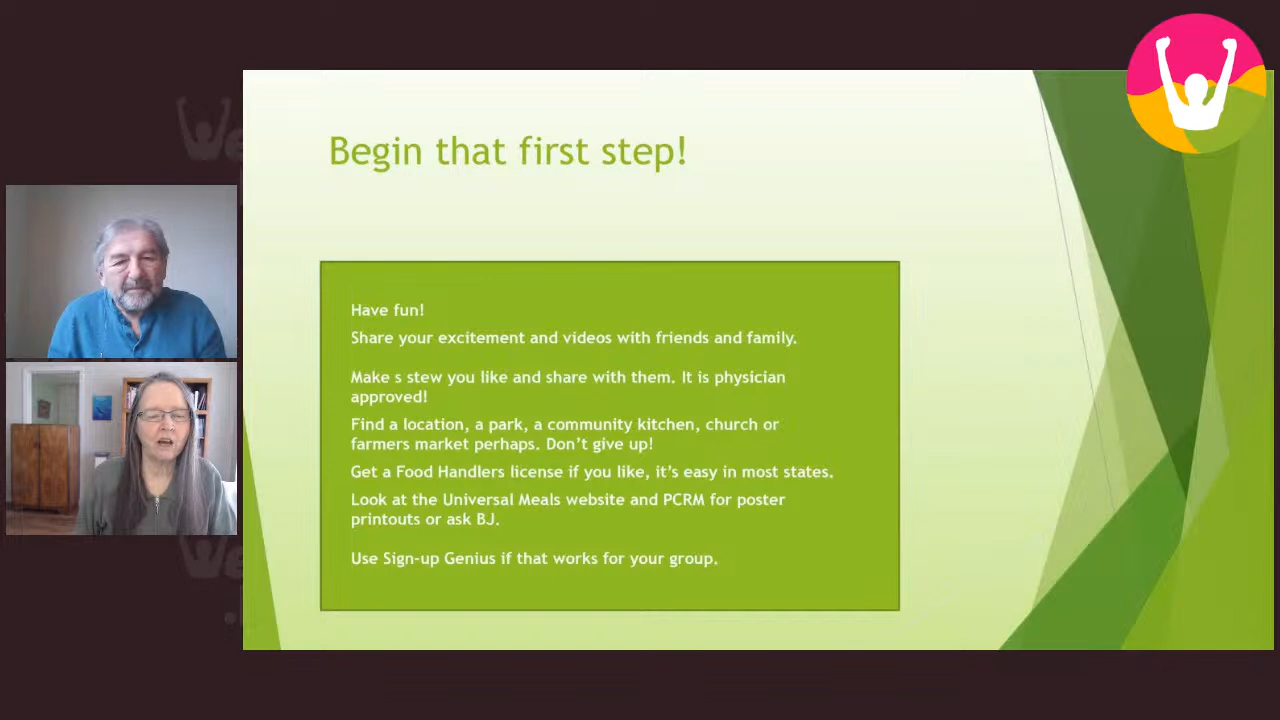 Begin that first step!
Have fun!
Share your excitement and videos with friends and family.
Make s stew you like and share with them. It is physician
approved!
Find a location, a park, a community kitchen, church or
farmers market perhaps. Don’t give up!
Get a Food Handlers license if you like, it’s easy in most states.
Look at the Universal Meals website and PCRM for poster
printouts or ask BJ.
Use Sign-up Genius if that works for your group.